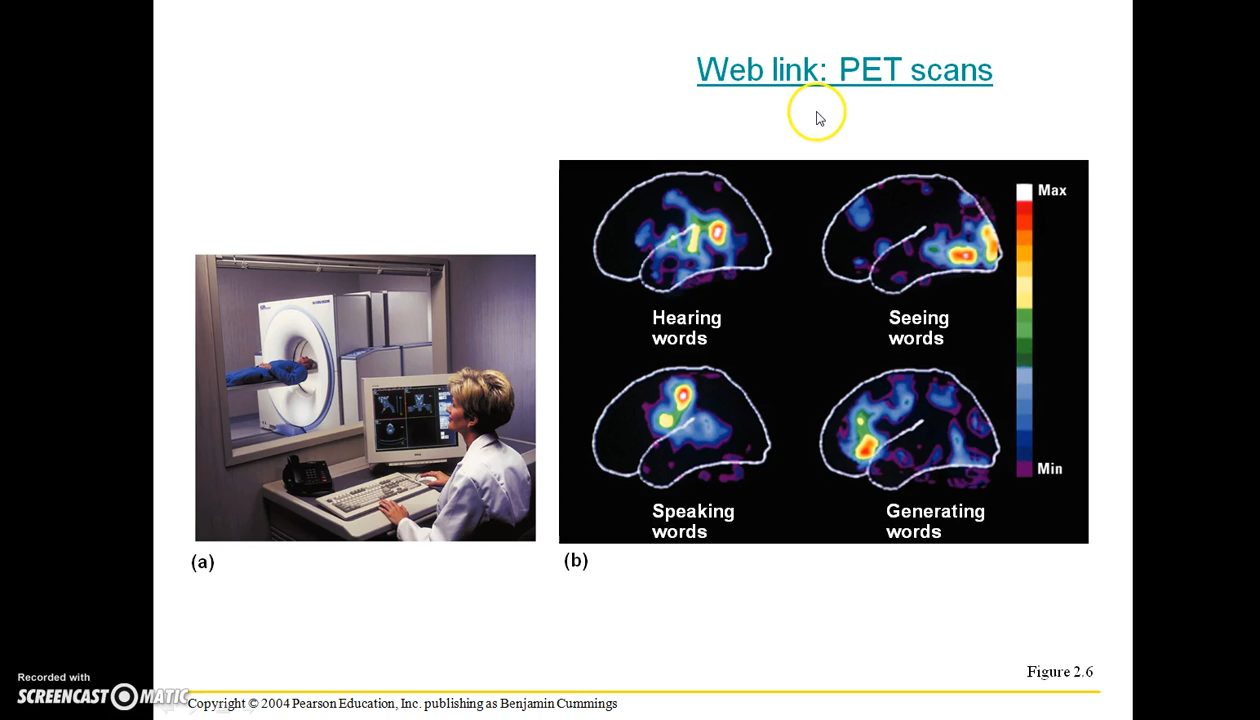 Web link: PET scans
Max
Hearing
words
Seeing
words
Min
Speaking
words
Generating
words
(a)
(b)
Figure 2.6
Recorded with
SCREENCAST MATIC
Copyright © 2004 Pearson Education, Inc. publishing as Benjamin Cummings